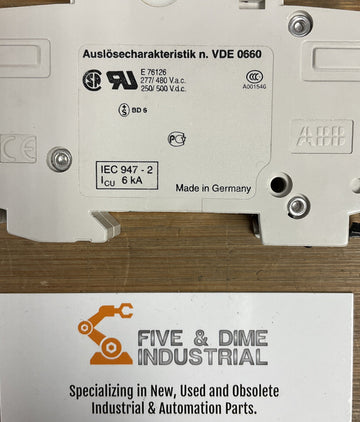 Auslösecharakteristik n. VDE 0660
E 76126
277/ 480 V a.c.
250/ 500 V d.c.
A001546
BD 6
IEC 947 - 2
ICU 6 kA
Made in Germany
CE
ABB
FIVE & DIME
INDUSTRIAL
Specializing in New, Used and Obsolete
Industrial & Automation Parts.